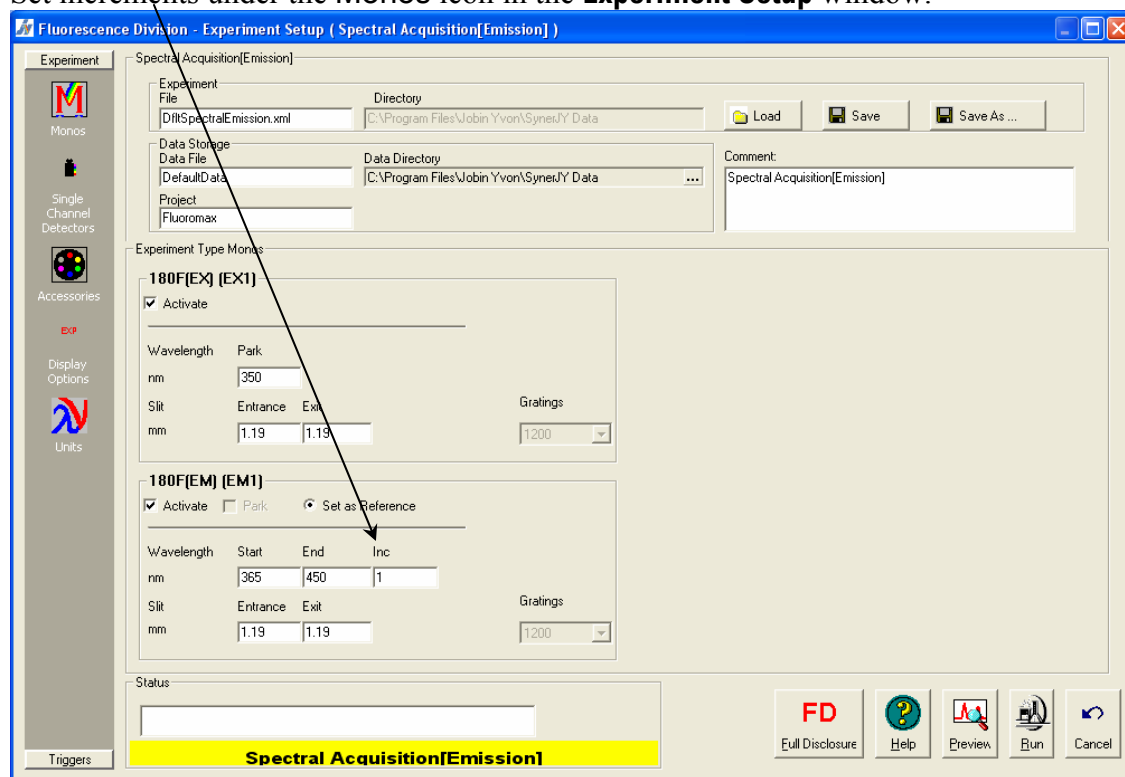 Set increments under the Monos icon in the Experiment Setup window.
Fluorescence Division - Experiment Setup ( Spectral Acquisition[Emission] )
Experiment
Monos
Single
Channel
Detectors
Accessories
EXP
Display
Options
Units
Triggers
Spectral Acquisition[Emission]
Experiment
File Directory
DfltSpectralEmission.xml C:\Program Files\Jobin Yvon\SynerJY Data Load Save Save As ...
Data Storage
Data File Data Directory Comment:
DefaultData C:\Program Files\Jobin Yvon\SynerJY Data ... Spectral Acquisition[Emission]
Project
Fluoromax
Experiment Type Monos
180F(EX) (EX1)
Activate
Wavelength Park
nm 350
Slit Entrance Exit Gratings
mm 1.19 1.19 1200
180F(EM) (EM1)
Activate Park Set as Reference
Wavelength Start End Inc
nm 365 450 1
Slit Entrance Exit Gratings
mm 1.19 1.19 1200
Status
Spectral Acquisition[Emission]
FD
Full Disclosure Help Preview Run Cancel